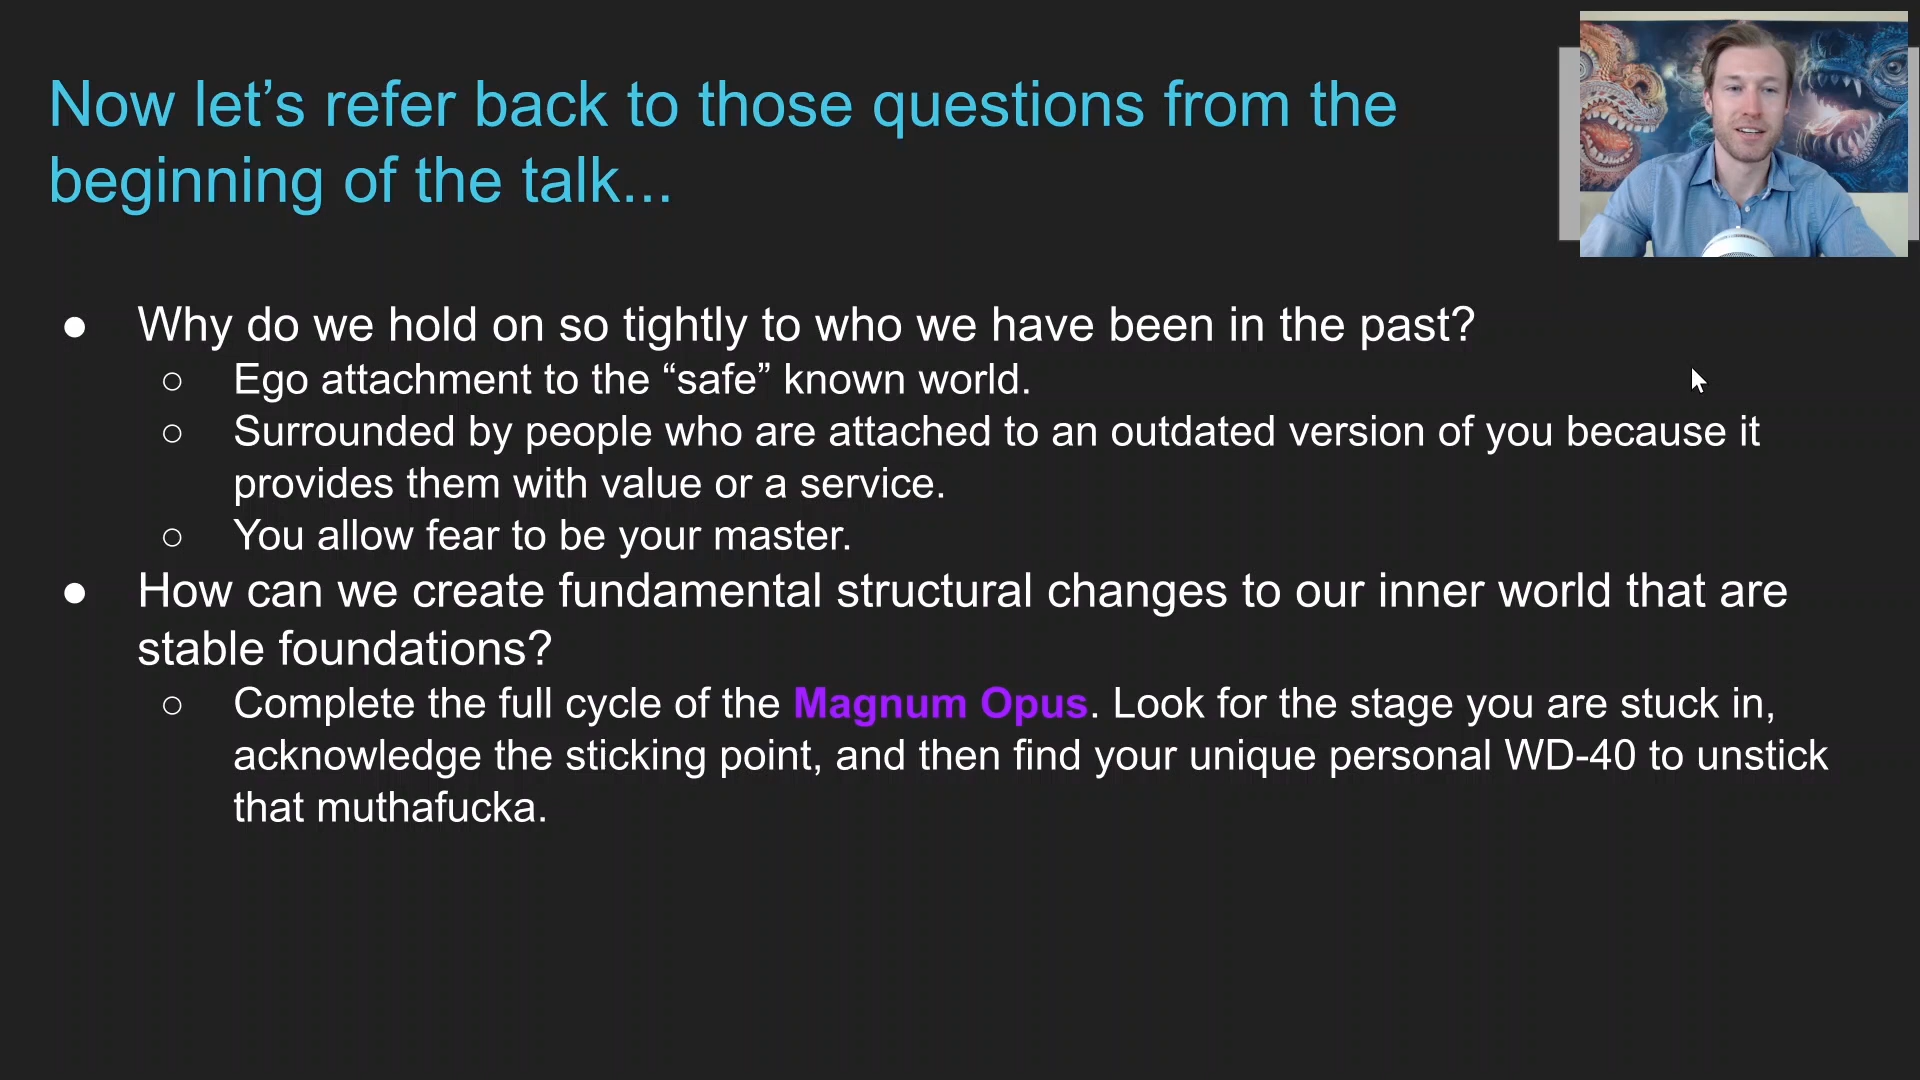 Now let’s refer back to those questions from the
beginning of the talk...
● Why do we hold on so tightly to who we have been in the past?
○ Ego attachment to the “safe” known world.
○ Surrounded by people who are attached to an outdated version of you because it
provides them with value or a service.
○ You allow fear to be your master.
● How can we create fundamental structural changes to our inner world that are
stable foundations?
○ Complete the full cycle of the Magnum Opus. Look for the stage you are stuck in,
acknowledge the sticking point, and then find your unique personal WD-40 to unstick
that muthafucka.